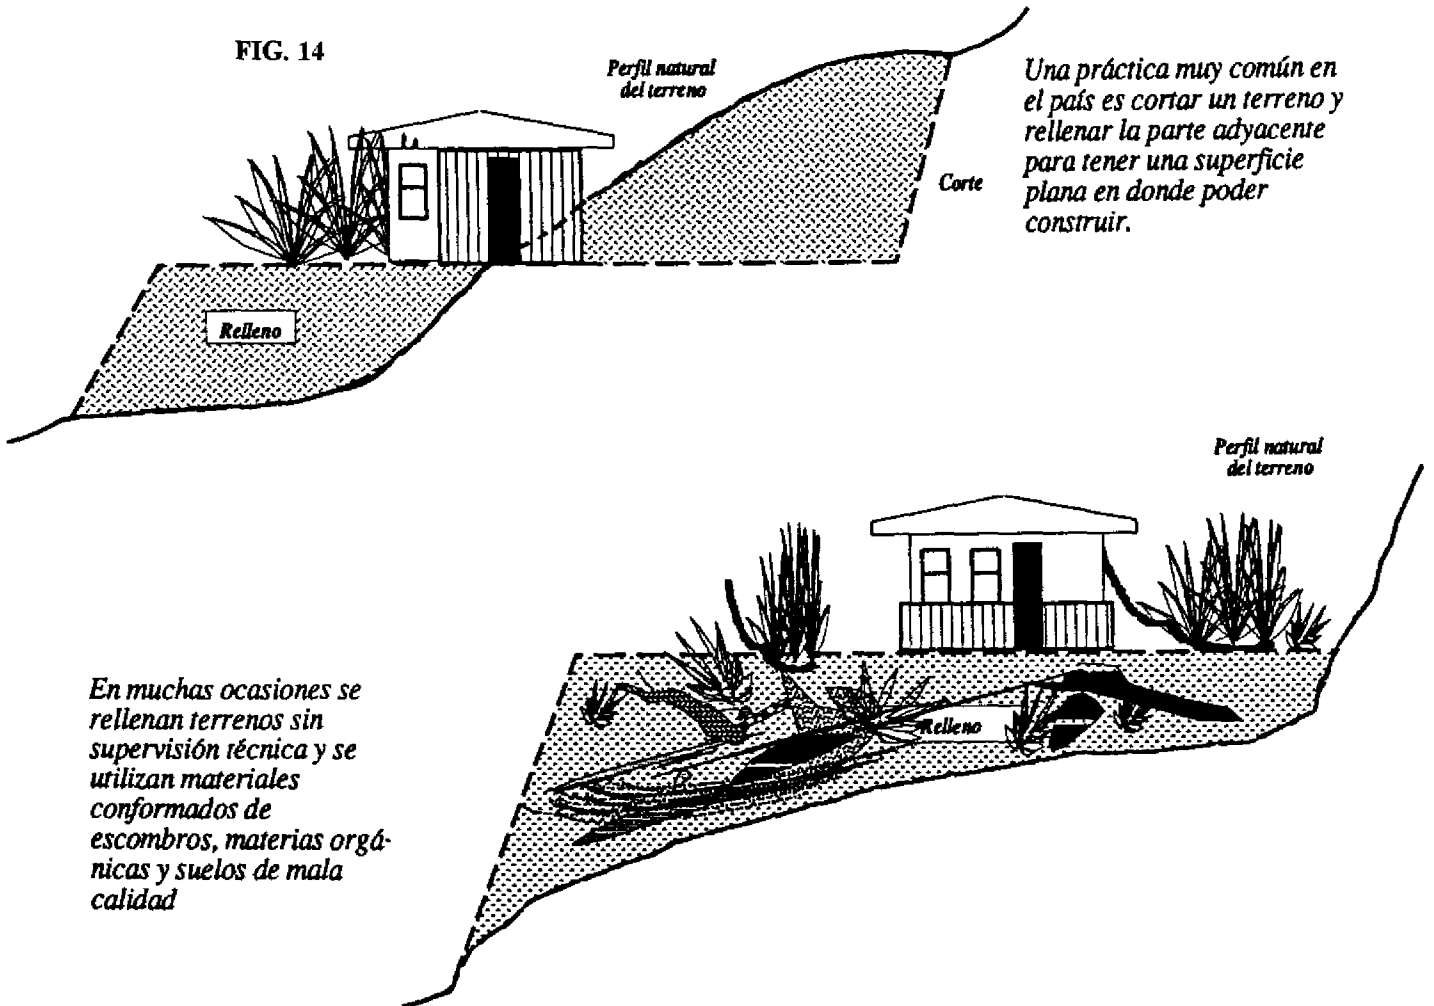 FIG. 14
Perfil natural
del terreno
Una práctica muy común en
el país es cortar un terreno y
rellenar la parte adyacente
para tener una superficie
plana en donde poder
construir.
Corte
Relleno
Perfil natural
del terreno
En muchas ocasiones se
rellenan terrenos sin
supervisión técnica y se
utilizan materiales
conformados de
escombros, materias orgá-
nicas y suelos de mala
calidad
Relleno